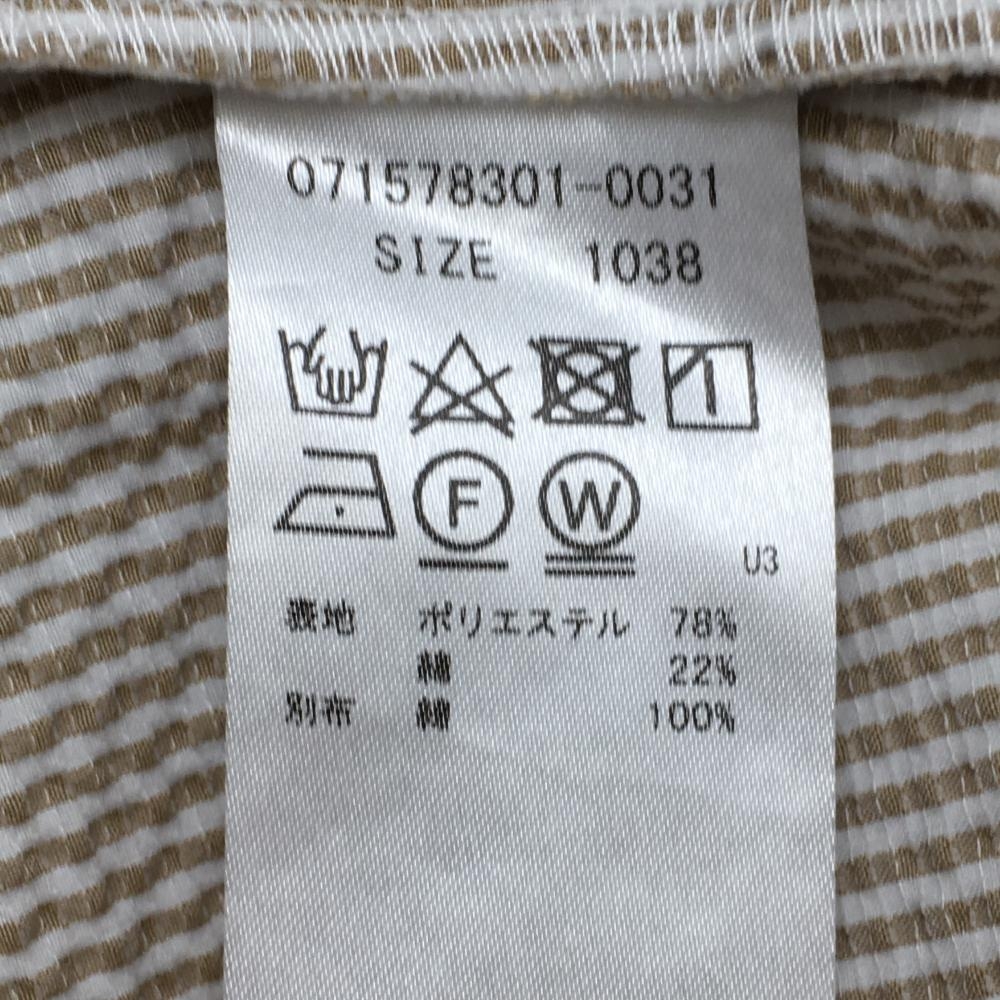 071578301-0031
SIZE 1038
F W
U3
表地 ポリエステル 78%
綿 22%
別布 綿 100%